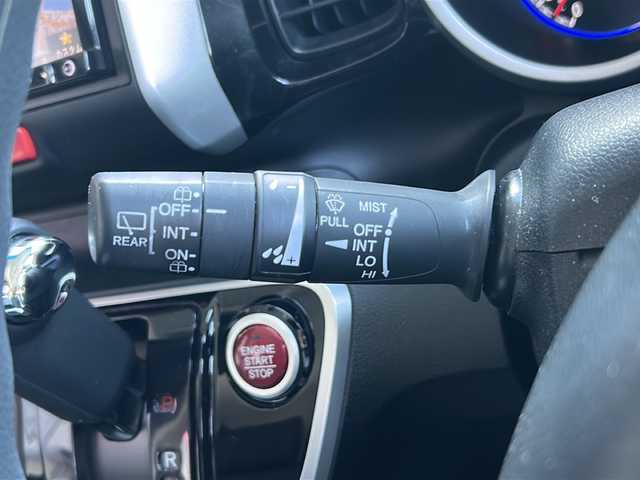 OFF
INT
REAR
ON
- 
+
PULL
MIST
OFF
INT
LO
HI
ENGINE
START
STOP
P
R